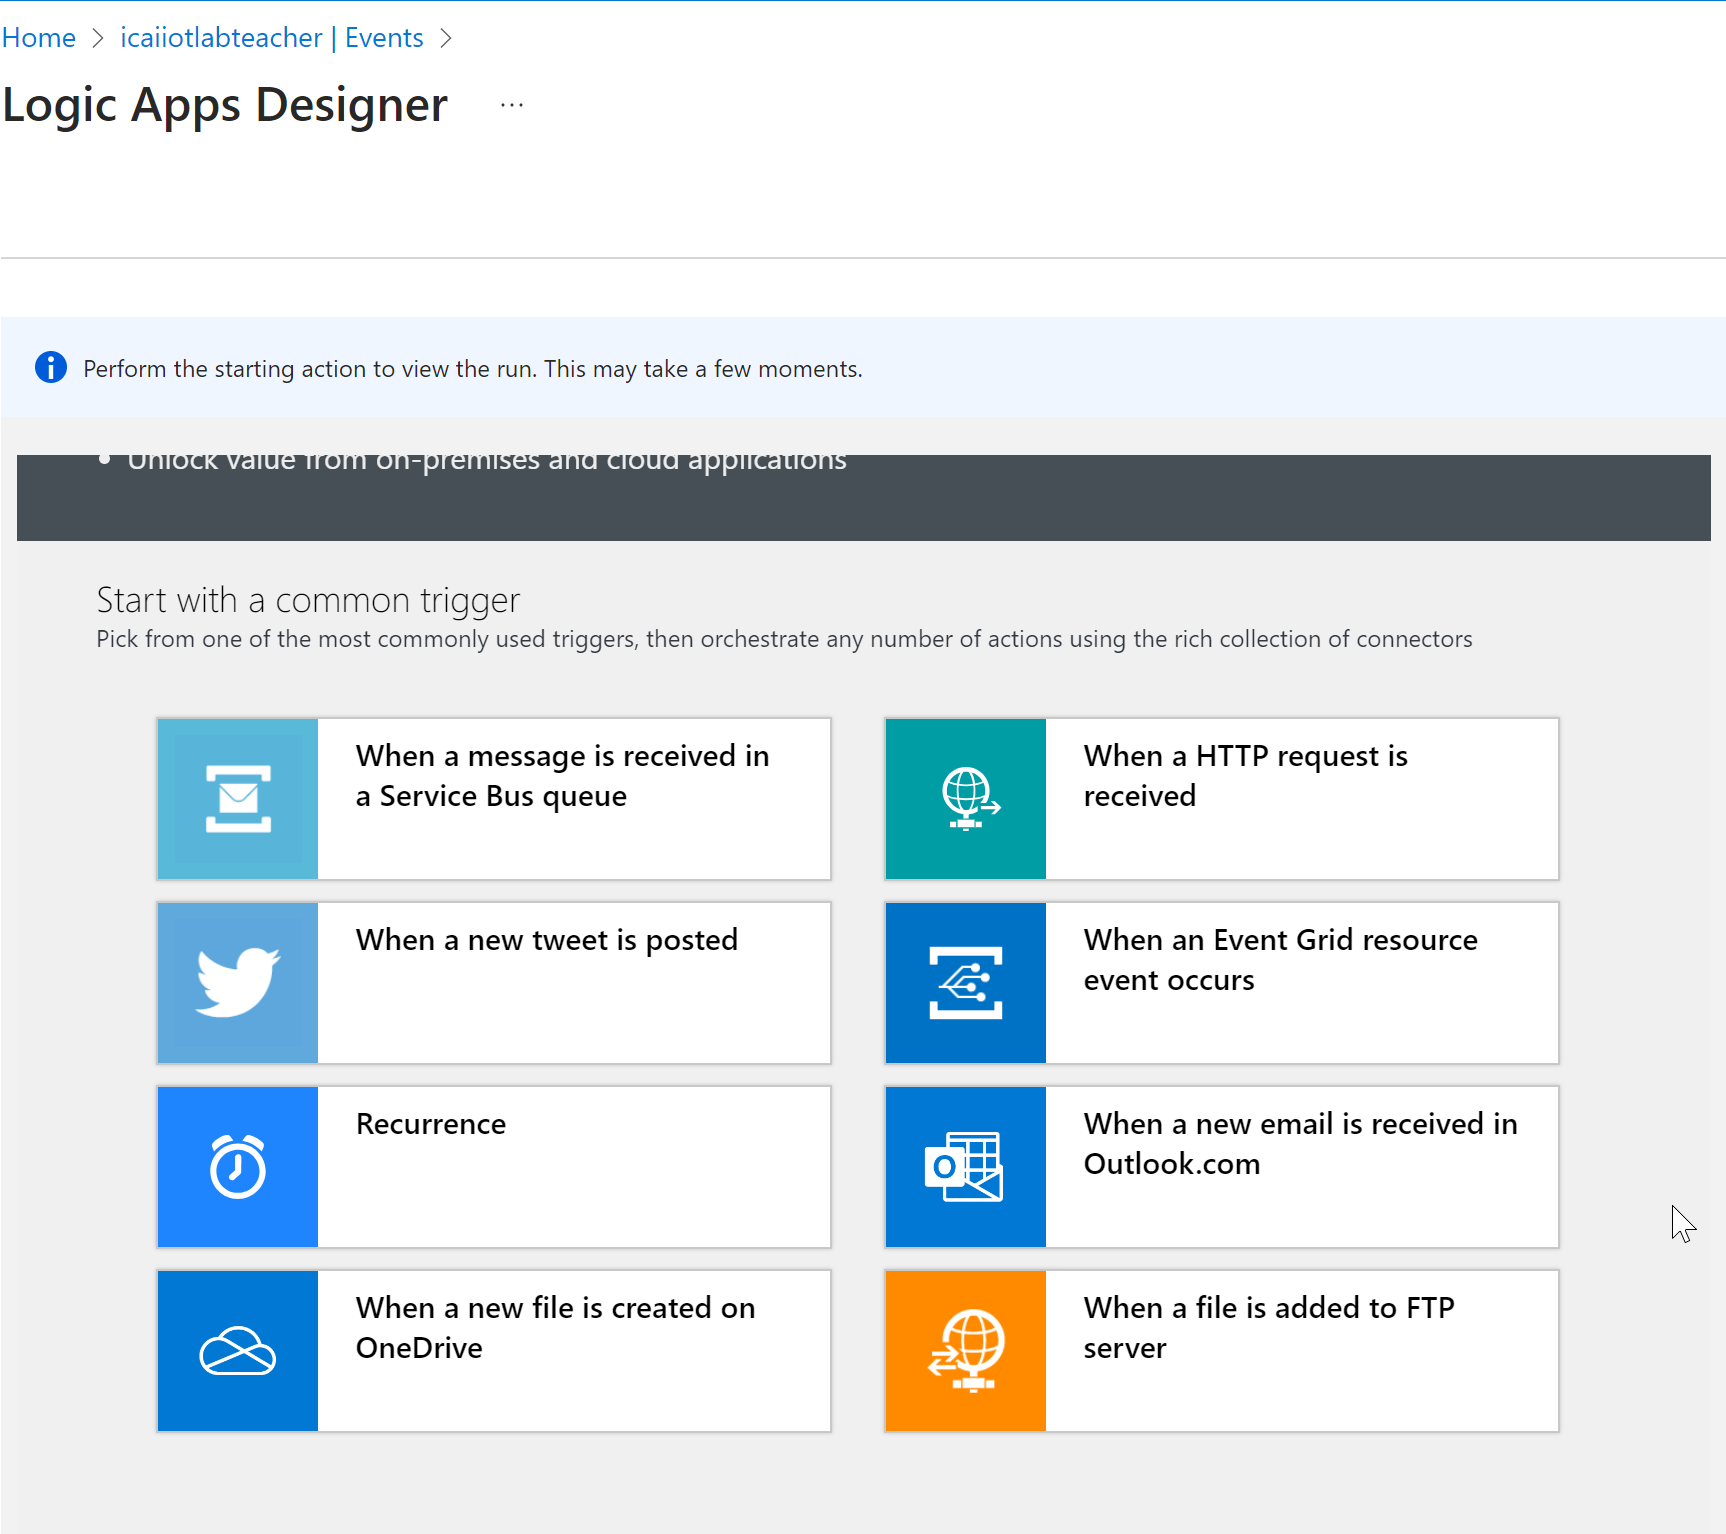 Home > icaiiotlabteacher | Events >
Logic Apps Designer ...
Perform the starting action to view the run. This may take a few moments.
• Unlock value from on-premises and cloud applications
Start with a common trigger
Pick from one of the most commonly used triggers, then orchestrate any number of actions using the rich collection of connectors
When a message is received in
a Service Bus queue
When a HTTP request is
received
When a new tweet is posted
When an Event Grid resource
event occurs
Recurrence
When a new email is received in
Outlook.com
When a new file is created on
OneDrive
When a file is added to FTP
server